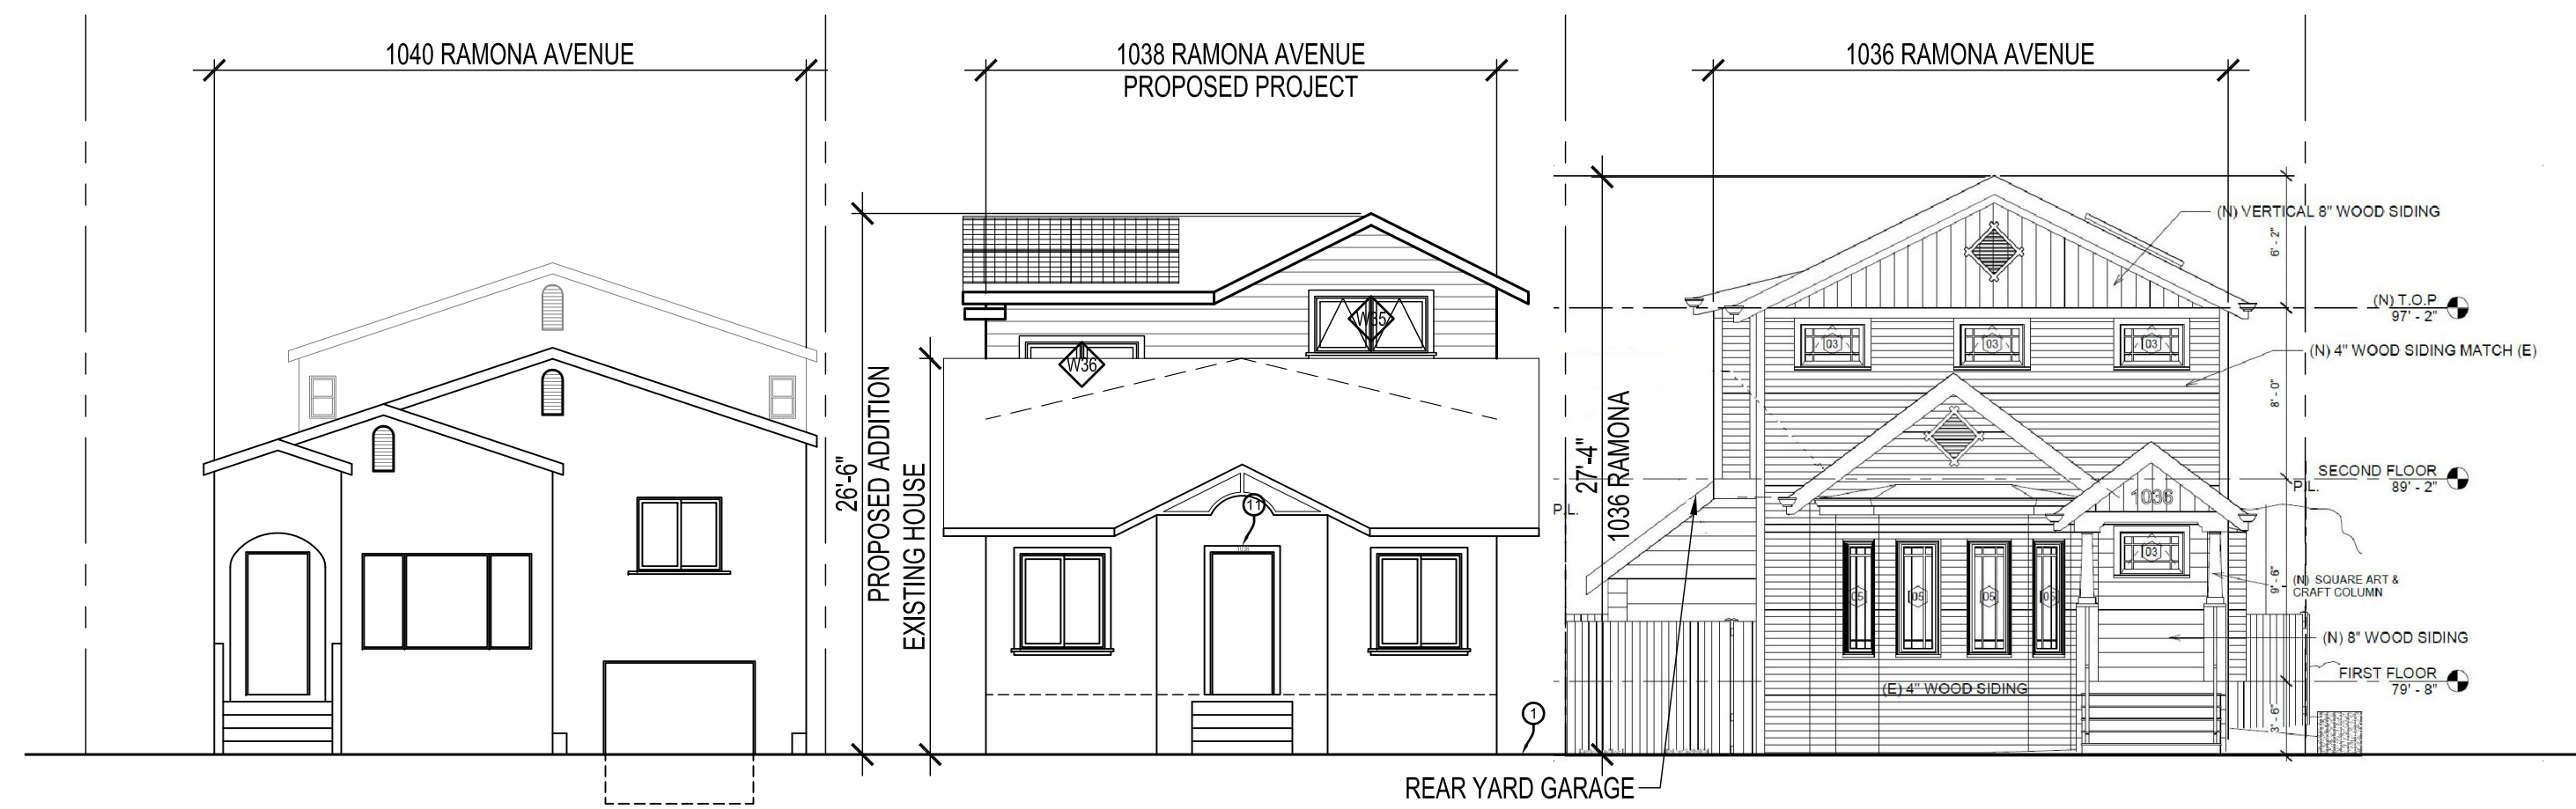 1040 RAMONA AVENUE
1038 RAMONA AVENUE
PROPOSED PROJECT
1036 RAMONA AVENUE
26'-6"
PROPOSED ADDITION
EXISTING HOUSE
W36
W35
11
1038
1
27'-4"
1036 RAMONA
P.L.
REAR YARD GARAGE
(N) VERTICAL 8" WOOD SIDING
6' - 2"
(N) T.O.P
97' - 2"
03
03
03
(N) 4" WOOD SIDING MATCH (E)
8' - 0"
SECOND FLOOR
89' - 2"
P.L.
1036
03
9' - 6"
(N) SQUARE ART &
CRAFT COLUMN
05
05
05
05
(N) 8" WOOD SIDING
FIRST FLOOR
79' - 8"
(E) 4" WOOD SIDING
3' - 6"